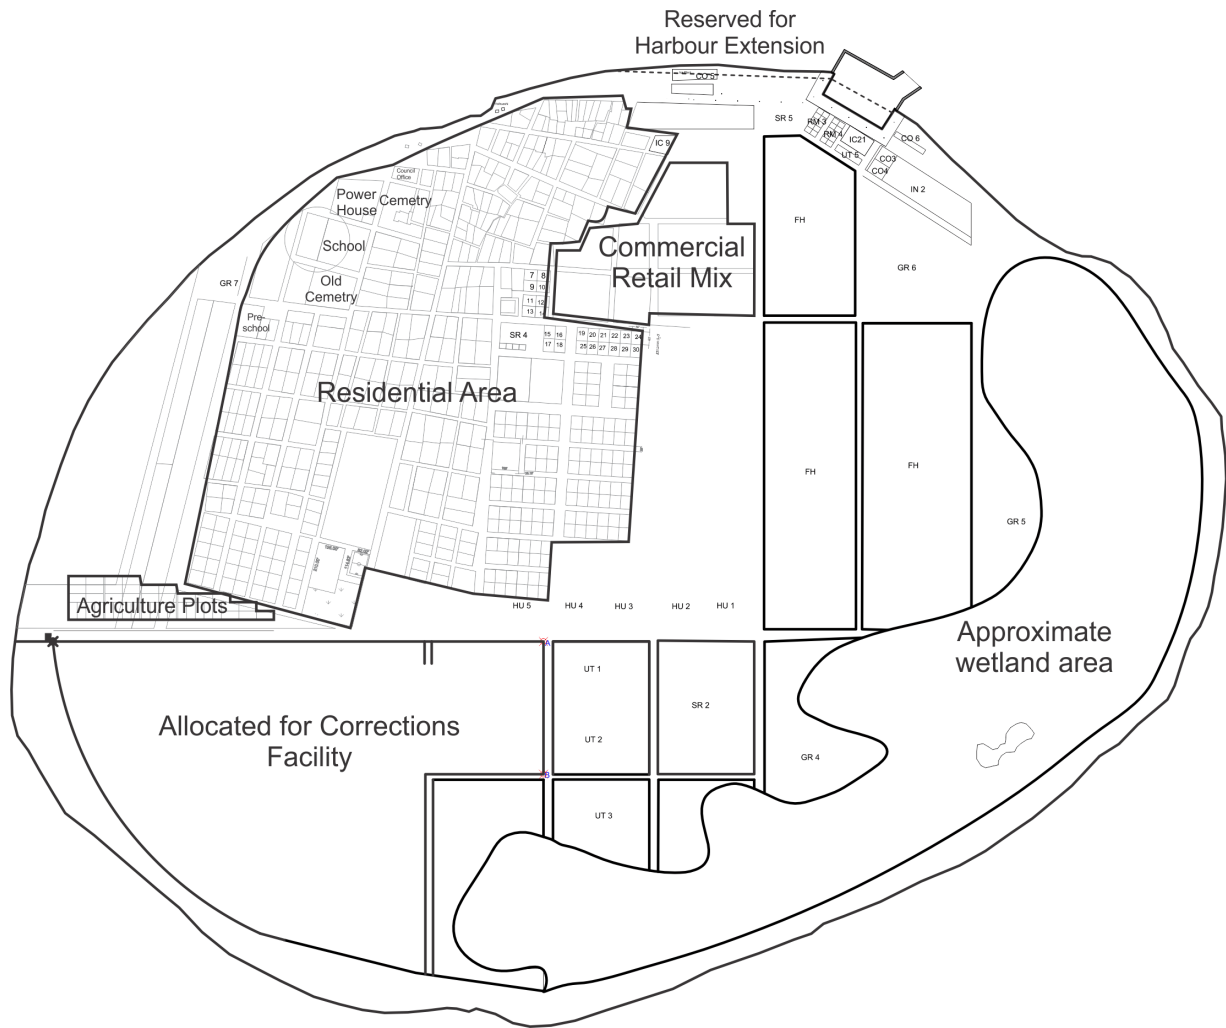 Reserved for
Harbour Extension
CO 5
SR 5
RM 3
RM 4
IC21
UT 5
CO 6
CO3
CO4
IN 2
IC 9
Council
Office
Power
House
Cemetry
School
Old
Cemetry
Pre-
school
GR 7
Commercial
Retail Mix
FH
GR 6
7 8
9 10
11 12
13
SR 4
15 16
17 18
19 20 21 22 23 24
25 26 27 28 29 30
Residential Area
FH
FH
GR 5
Agriculture Plots
HU 5
HU 4
HU 3
HU 2
HU 1
Approximate
wetland area
A
UT 1
SR 2
UT 2
GR 4
Allocated for Corrections
Facility
B
UT 3